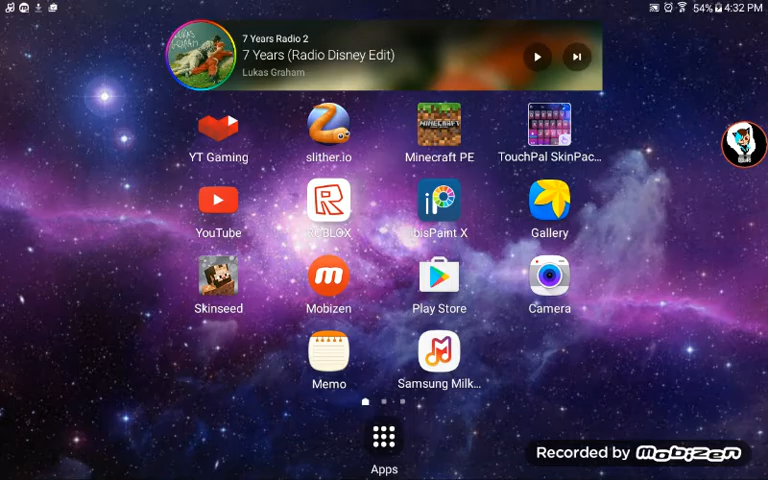 54% 4:32 PM
7 Years Radio 2
7 Years (Radio Disney Edit)
Lukas Graham
YT Gaming
slither.io
MINECRAFT
Minecraft PE
TouchPal SkinPac...
YouTube
ROBLOX
ibisPaint X
Gallery
Skinseed
Mobizen
Play Store
Camera
Memo
Samsung Milk...
Apps
Recorded by Mobizen